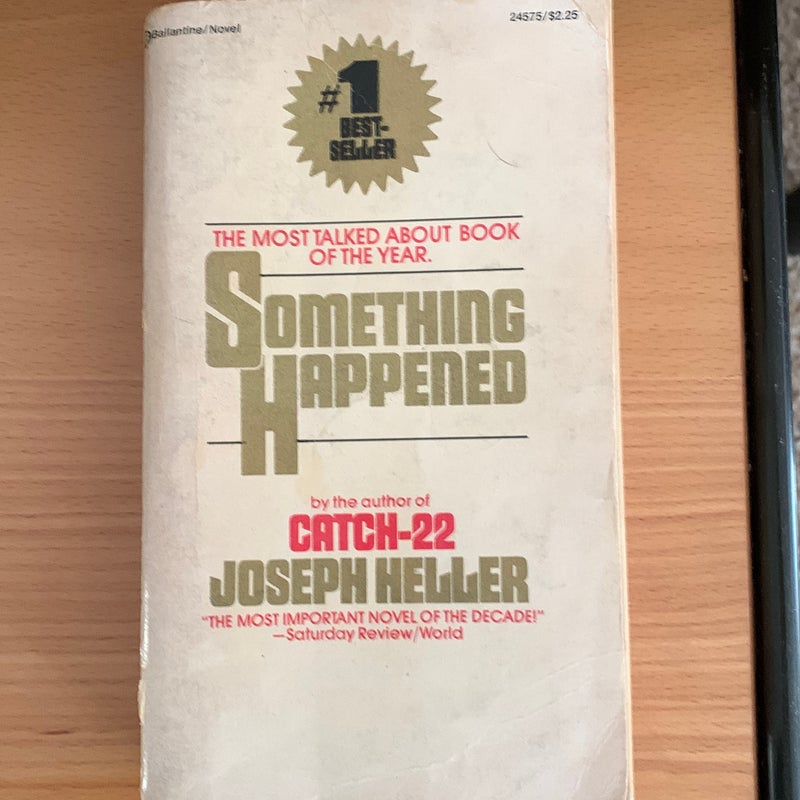 Ballantine/Novel
24575/$2.25
#1
BEST-
SELLER
THE MOST TALKED ABOUT BOOK
OF THE YEAR.
SOMETHING
HAPPENED
by the author of
CATCH-22
JOSEPH HELLER
"THE MOST IMPORTANT NOVEL OF THE DECADE!"
—Saturday Review/World